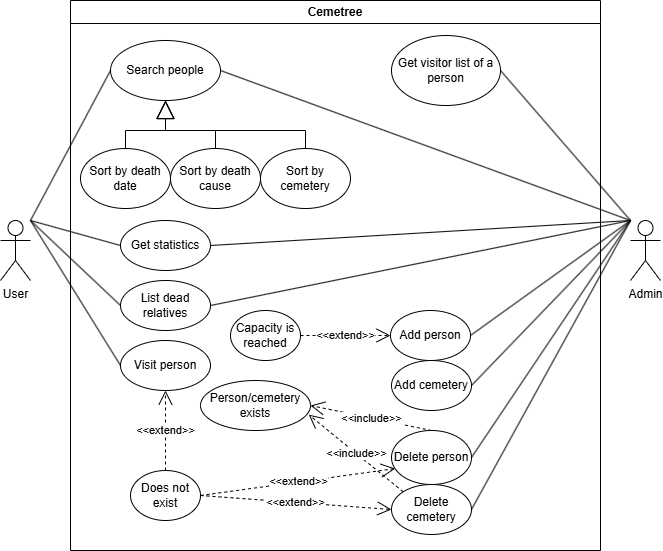 Cemetree
Search people
Get visitor list of a
person
Sort by death
date
Sort by death
cause
Sort by
cemetery
User
Admin
Get statistics
List dead
relatives
Capacity is
reached
<<extend>>
Add person
Visit person
Add cemetery
Person/cemetery
exists
<<include>>
<<extend>>
<<include>>
Delete person
Does not
exist
<<extend>>
<<extend>>
Delete
cemetery